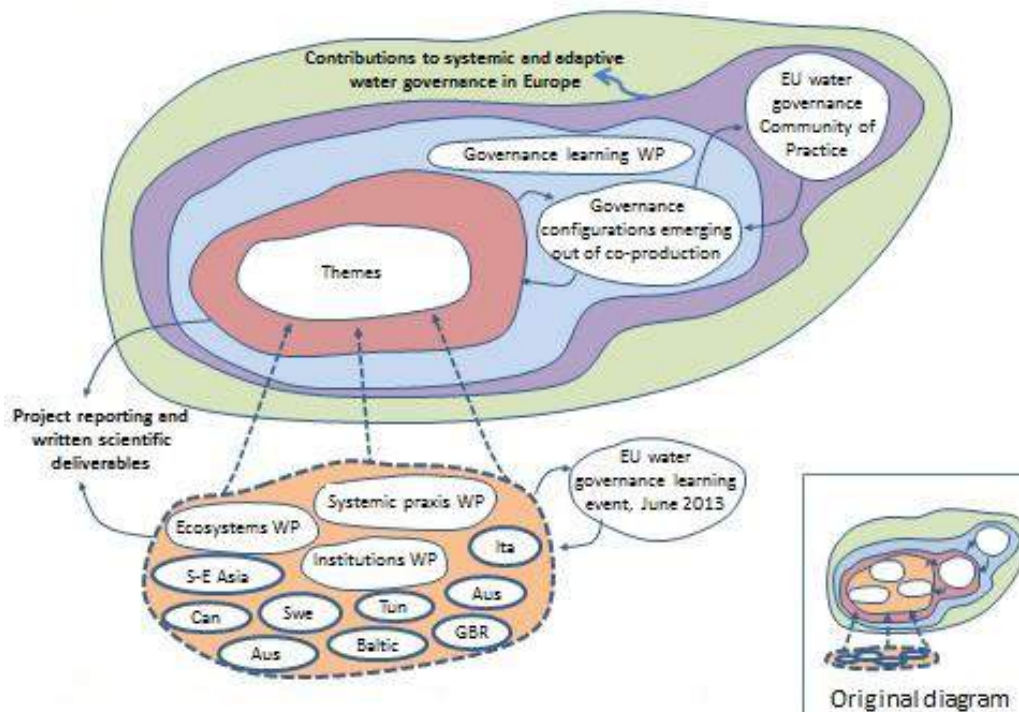 Contributions to systemic and adaptive
water governance in Europe
EU water
governance
Community of
Practice
Governance learning WP
Governance
configurations emerging
out of co-production
Themes
Project reporting and
written scientific
deliverables
EU water
governance learning
event, June 2013
Systemic praxis WP
Ecosystems WP
Institutions WP
Ita
S-E Asia
Can
Swe
Tun
Aus
Aus
Baltic
GBR
Original diagram